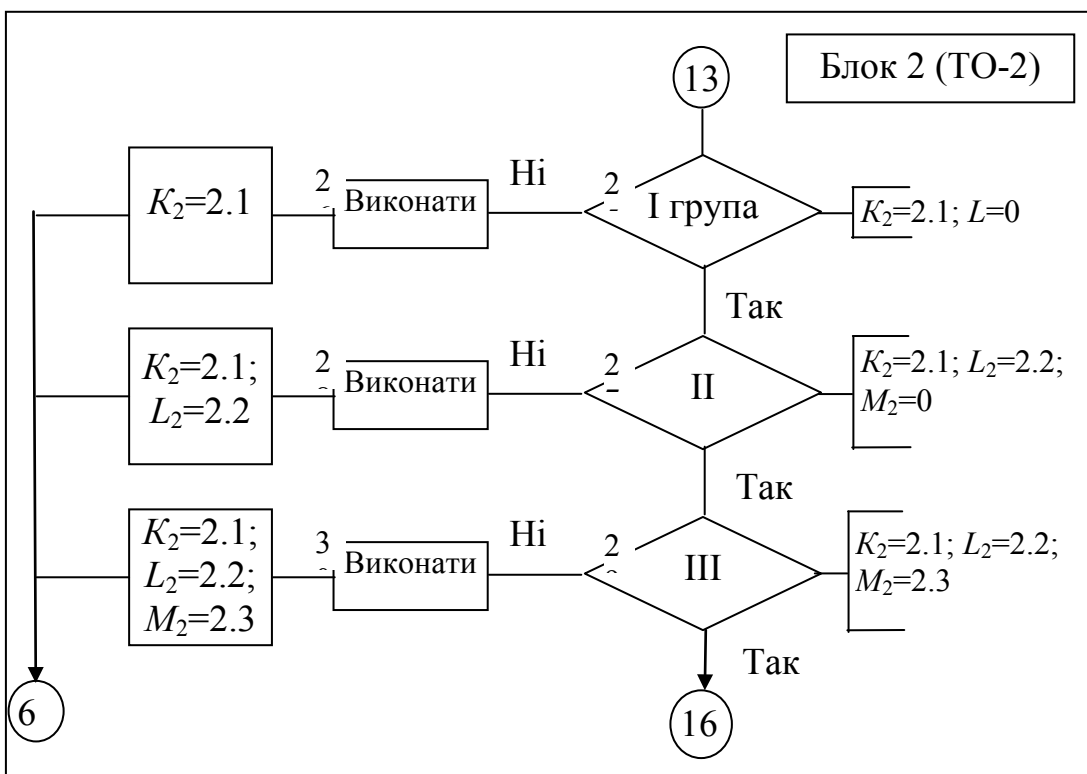 Блок 2 (ТО-2)
13
K₂=2.1
2
Виконати
Ні
2
I група
K₂=2.1; L=0
Так
K₂=2.1;
L₂=2.2
2
Виконати
Ні
2
II
K₂=2.1; L₂=2.2;
M₂=0
Так
K₂=2.1;
L₂=2.2;
M₂=2.3
3
Виконати
Ні
2
III
K₂=2.1; L₂=2.2;
M₂=2.3
Так
6
16